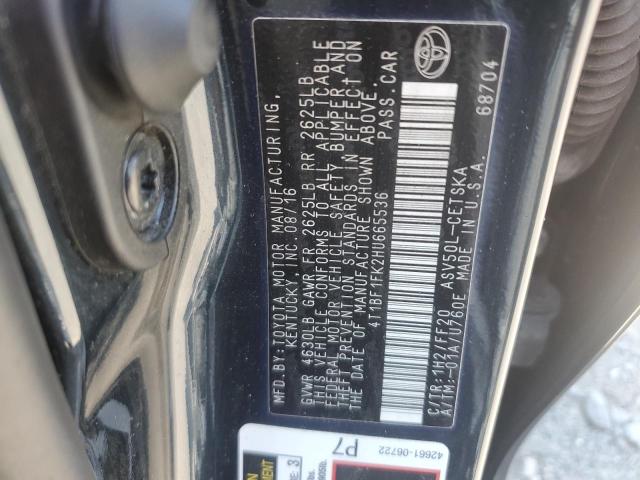 MFD.BY:TOYOTA MOTOR MANUFACTURING,
KENTUCKY, INC. 08/16
GVWR 4630LB GAWR FR 2625LB RR 2625LB
THIS VEHICLE CONFORMS TO ALL APPLICABLE
FEDERAL MOTOR VEHICLE SAFETY, BUMPER, AND
THEFT PREVENTION STANDARDS IN EFFECT ON
THE DATE OF MANUFACTURE SHOWN ABOVE.
4T1BF1FK2HU665536 PASS.CAR
C/TR:1H2/FF20 ASV50L-CETSKA
A/TM:-01A/U760E MADE IN U.S.A.
68704
P7
42661-06722
3